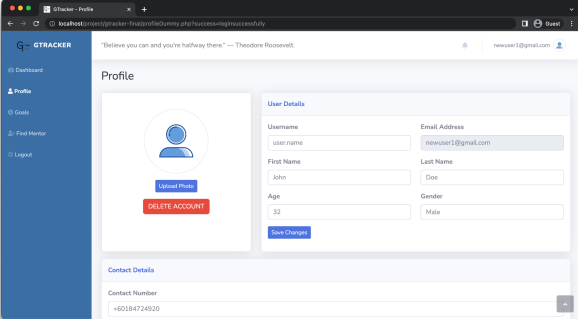 GTracker - Profile
localhost/project/gtracker-final/profileDummy.php?success=loginsuccessfully
Guest
GTRACKER
"Believe you can and you're halfway there." — Theodore Roosevelt.
newuser1@gmail.com
Dashboard
Profile
Goals
Find Mentor
Logout
Profile
Upload Photo
DELETE ACCOUNT
User Details
Username
Email Address
user.name
newuser1@gmail.com
First Name
Last Name
John
Doe
Age
Gender
32
Male
Save Changes
Contact Details
Contact Number
+60184724920